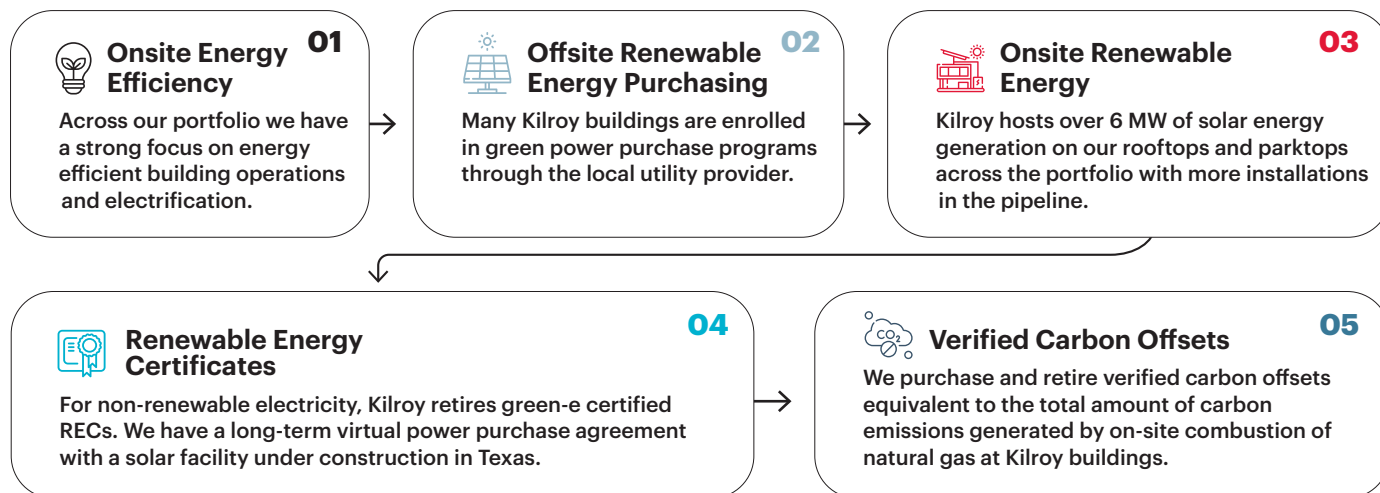 01
Onsite Energy
Efficiency
Across our portfolio we have
a strong focus on energy
efficient building operations
and electrification.
02
Offsite Renewable
Energy Purchasing
Many Kilroy buildings are enrolled
in green power purchase programs
through the local utility provider.
03
Onsite Renewable
Energy
Kilroy hosts over 6 MW of solar energy
generation on our rooftops and parktops
across the portfolio with more installations
in the pipeline.
04
Renewable Energy
Certificates
For non-renewable electricity, Kilroy retires green-e certified
RECs. We have a long-term virtual power purchase agreement
with a solar facility under construction in Texas.
05
CO2
Verified Carbon Offsets
We purchase and retire verified carbon offsets
equivalent to the total amount of carbon
emissions generated by on-site combustion of
natural gas at Kilroy buildings.